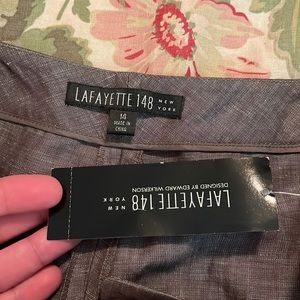 LAFAYETTE 148 NEW YORK
10
MADE IN
CHINA
LAFAYETTE 148 NEW YORK
DESIGNED BY EDWARD WILKERSON